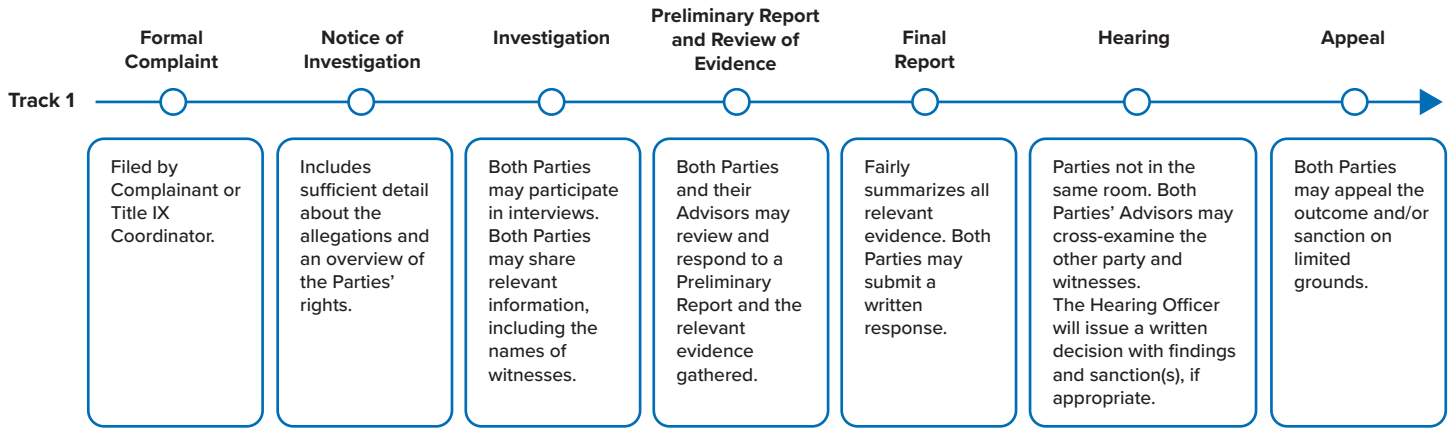 Formal
Complaint
Notice of
Investigation
Investigation
Preliminary Report
and Review of
Evidence
Final
Report
Hearing
Appeal
Track 1
Filed by
Complainant or
Title IX
Coordinator.
Includes
sufficient detail
about the
allegations and
an overview of
the Parties’
rights.
Both Parties
may participate
in interviews.
Both Parties
may share
relevant
information,
including the
names of
witnesses.
Both Parties
and their
Advisors may
review and
respond to a
Preliminary
Report and the
relevant
evidence
gathered.
Fairly
summarizes all
relevant
evidence. Both
Parties may
submit a
written
response.
Parties not in the
same room. Both
Parties’ Advisors may
cross-examine the
other party and
witnesses.
The Hearing Officer
will issue a written
decision with findings
and sanction(s), if
appropriate.
Both Parties
may appeal the
outcome and/or
sanction on
limited
grounds.